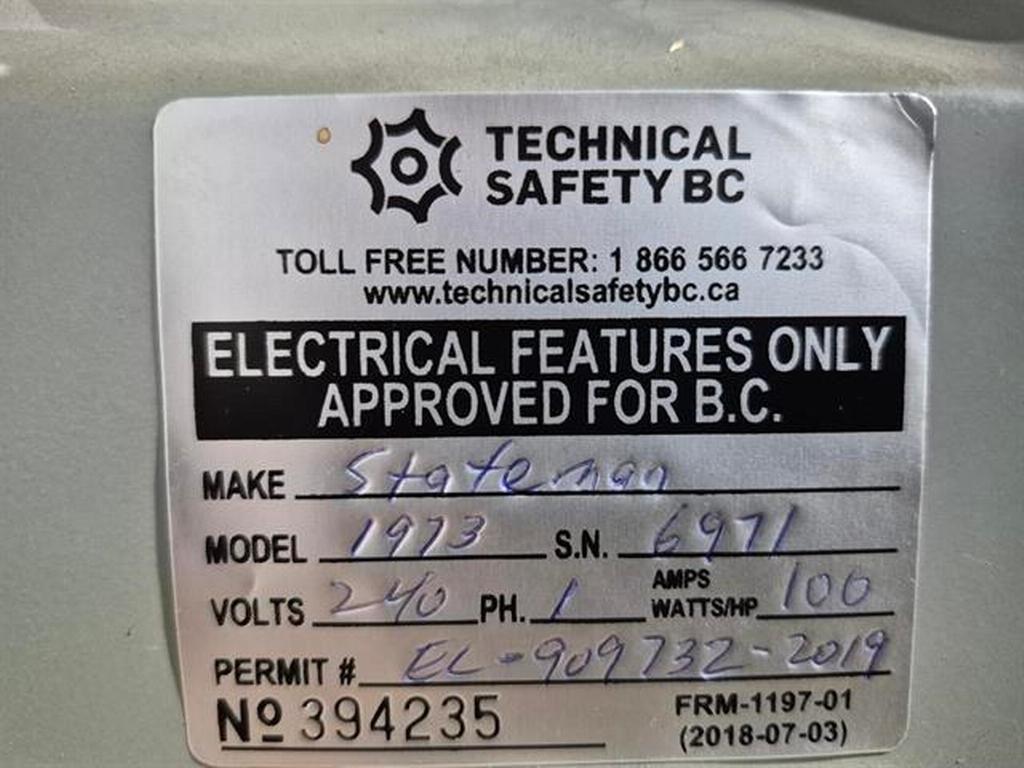 TECHNICAL
SAFETY BC
TOLL FREE NUMBER: 1 866 566 7233
www.technicalsafetybc.ca
ELECTRICAL FEATURES ONLY
APPROVED FOR B.C.
MAKE Stateman
MODEL 1973 S.N. 6971
VOLTS 240 PH. 1 AMPS WATTS/HP 100
PERMIT # EL-909732-2019
Nº 394235 FRM-1197-01
(2018-07-03)